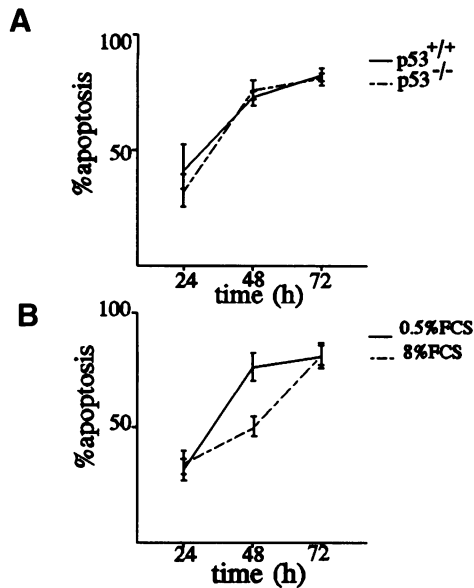 A
100
50
%apoptosis
p53+/+
p53-/-
24 48 72
time (h)
B
100
50
%apoptosis
0.5%FCS
8%FCS
24 48 72
time (h)